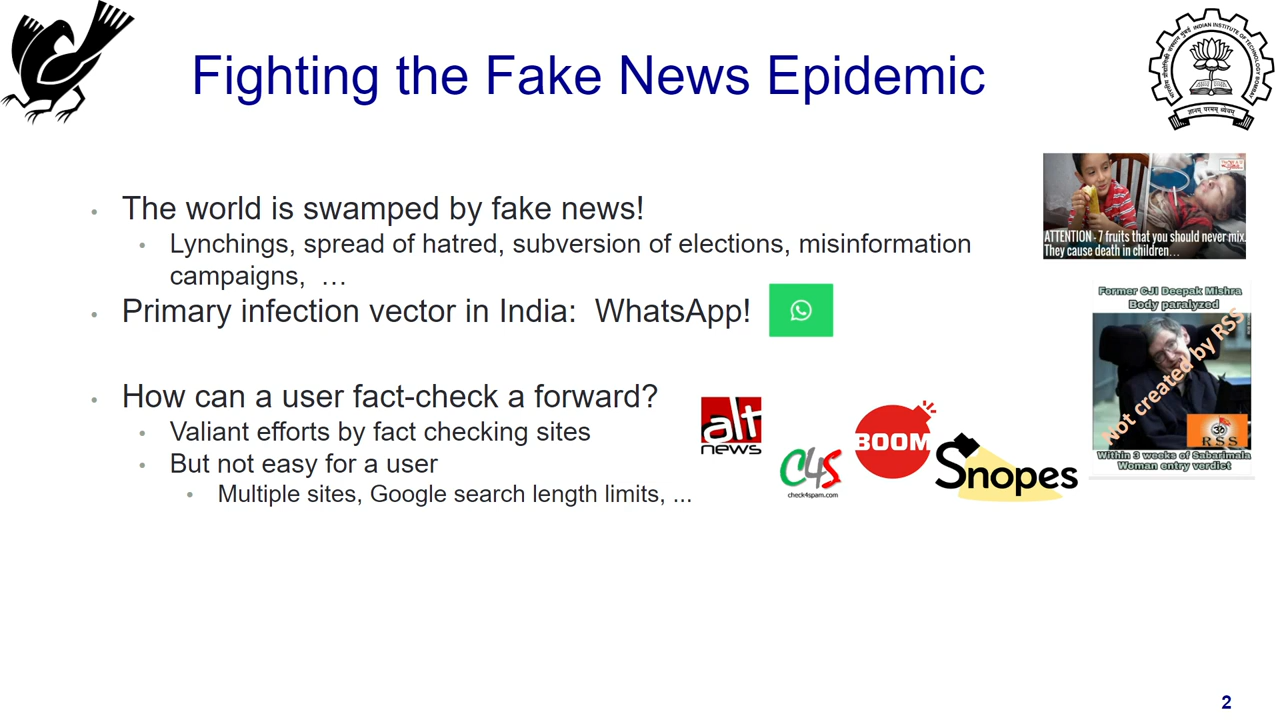 Fighting the Fake News Epidemic
INDIAN INSTITUTE OF TECHNOLOGY BOMBAY
ज्ञानम् परमम् ध्येयम्
• The world is swamped by fake news!
• Lynchings, spread of hatred, subversion of elections, misinformation
campaigns, …
• Primary infection vector in India: WhatsApp!
• How can a user fact-check a forward?
• Valiant efforts by fact checking sites
• But not easy for a user
• Multiple sites, Google search length limits, ...
ATTENTION - 7 fruits that you should never mix.
They cause death in children…
Former CJI Deepak Mishra
Body paralyzed
Not created by RSS
RSS
Within 3 weeks of Sabarimala
Woman entry verdict
alt
news
C4S
check4spam.com
BOOM
Snopes
2